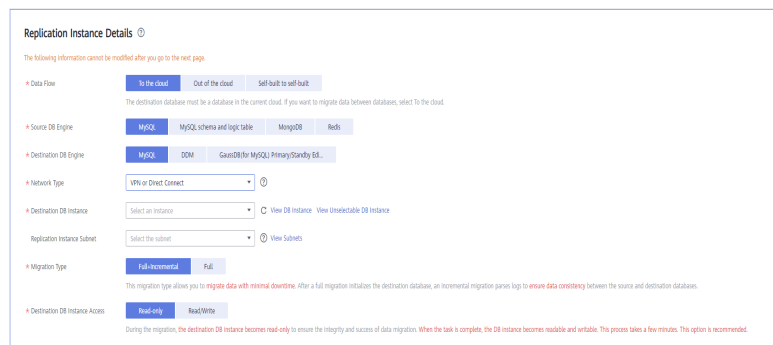 Replication Instance Details
The following information cannot be modified after you go to the next page.
* Data Flow To the cloud Out of the cloud Self-built to self-built
The destination database must be a database in the current cloud. If you want to migrate data between databases, select To the cloud.
* Source DB Engine MySQL MySQL schema and logic table MongoDB Redis
* Destination DB Engine MySQL DDM GaussDB(for MySQL) Primary/Standby Edi...
* Network Type VPN or Direct Connect
* Destination DB Instance Select an instance View DB Instance View Unselectable DB Instance
Replication Instance Subnet Select the subnet View Subnets
* Migration Type Full+Incremental Full
This migration type allows you to migrate data with minimal downtime. After a full migration initializes the destination database, an incremental migration parses logs to ensure data consistency between the source and destination databases.
* Destination DB Instance Access Read-only Read/Write
During the migration, the destination DB instance becomes read-only to ensure the integrity and success of data migration. When the task is complete, the DB instance becomes readable and writable. This process takes a few minutes. This option is recommended.